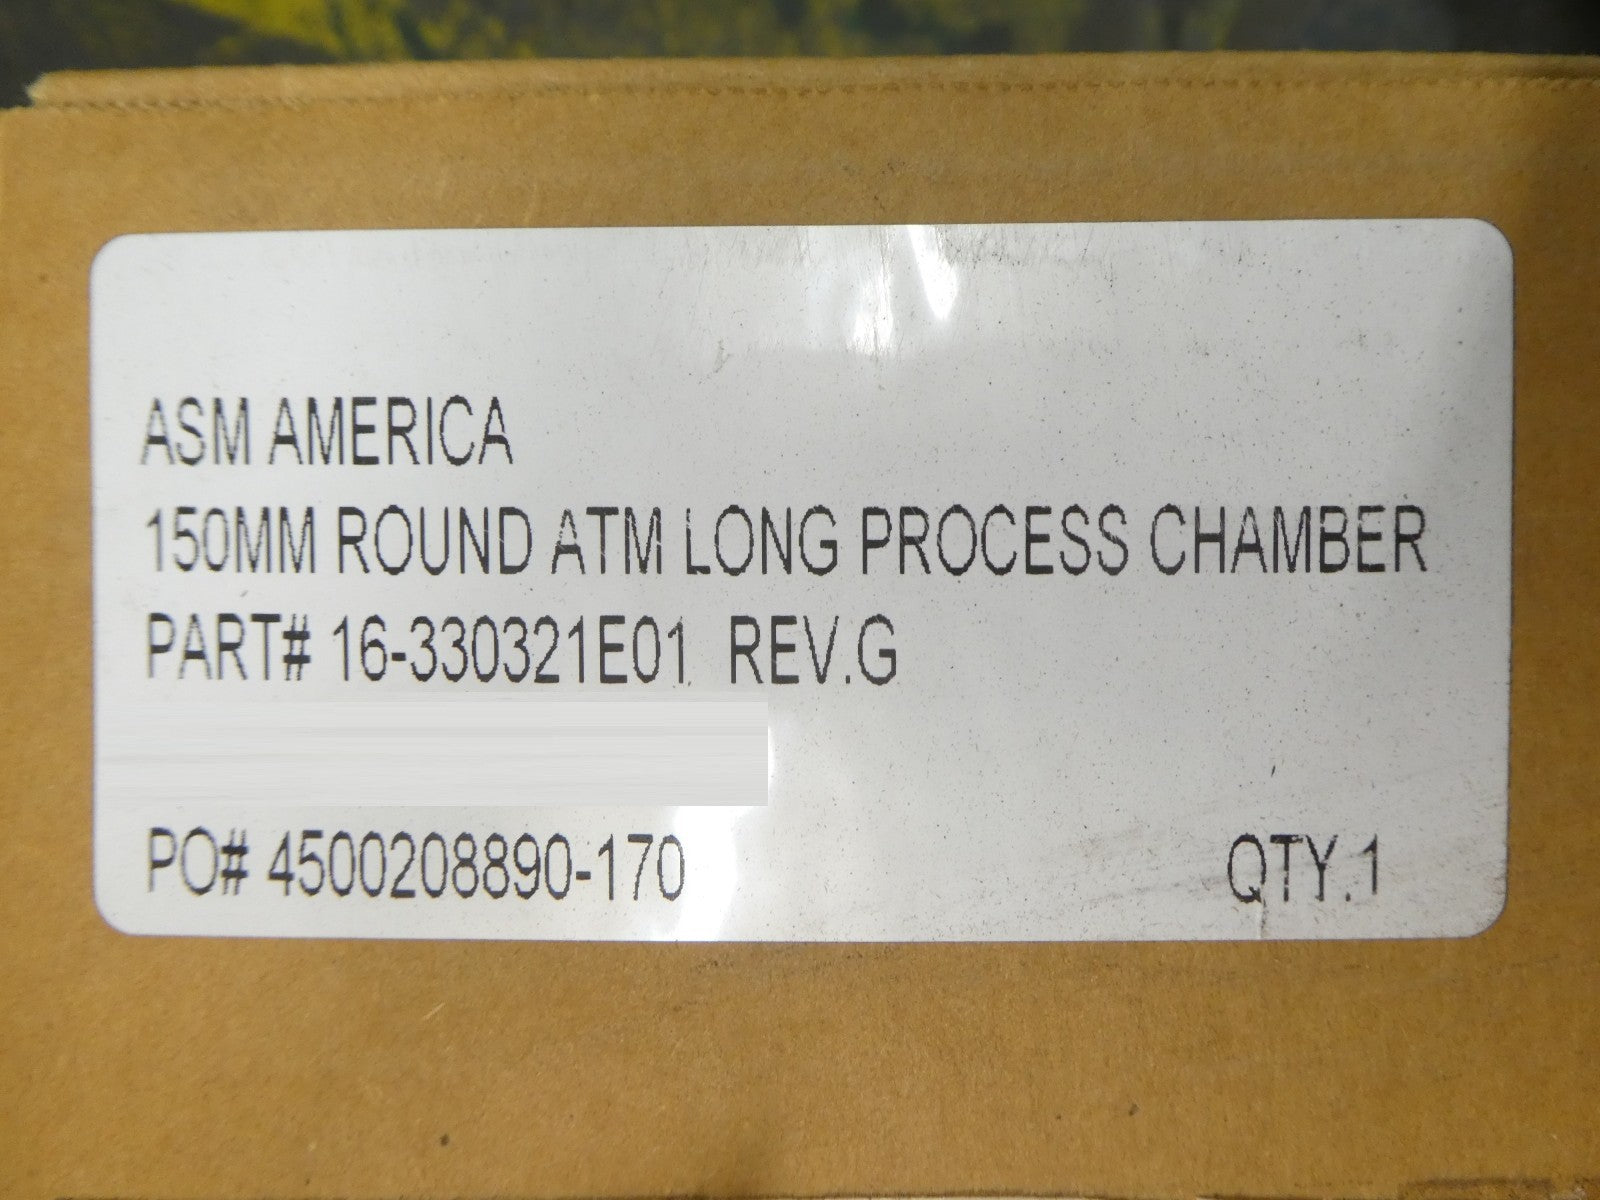 ASM AMERICA
150MM ROUND ATM LONG PROCESS CHAMBER
PART# 16-330321E01 REV.G
PO# 4500208890-170 QTY.1